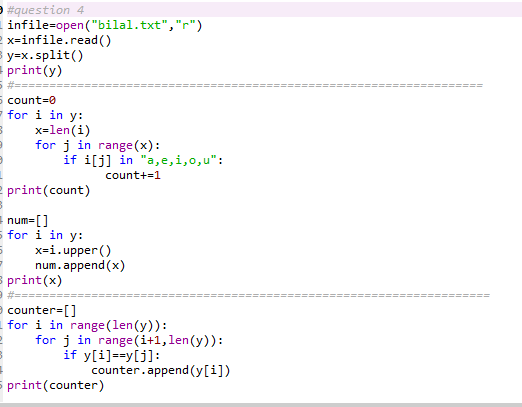 #question 4
infile=open("bilal.txt","r")
x=infile.read()
y=x.split()
print(y)
#==================================================================
count=0
for i in y:
    x=len(i)
    for j in range(x):
        if i[j] in "a,e,i,o,u":
              count+=1
print(count)

num=[]
for i in y:
    x=i.upper()
    num.append(x)
print(x)
#===================================================================
counter=[]
for i in range(len(y)):
    for j in range(i+1,len(y)):
        if y[i]==y[j]:
            counter.append(y[i])
print(counter)